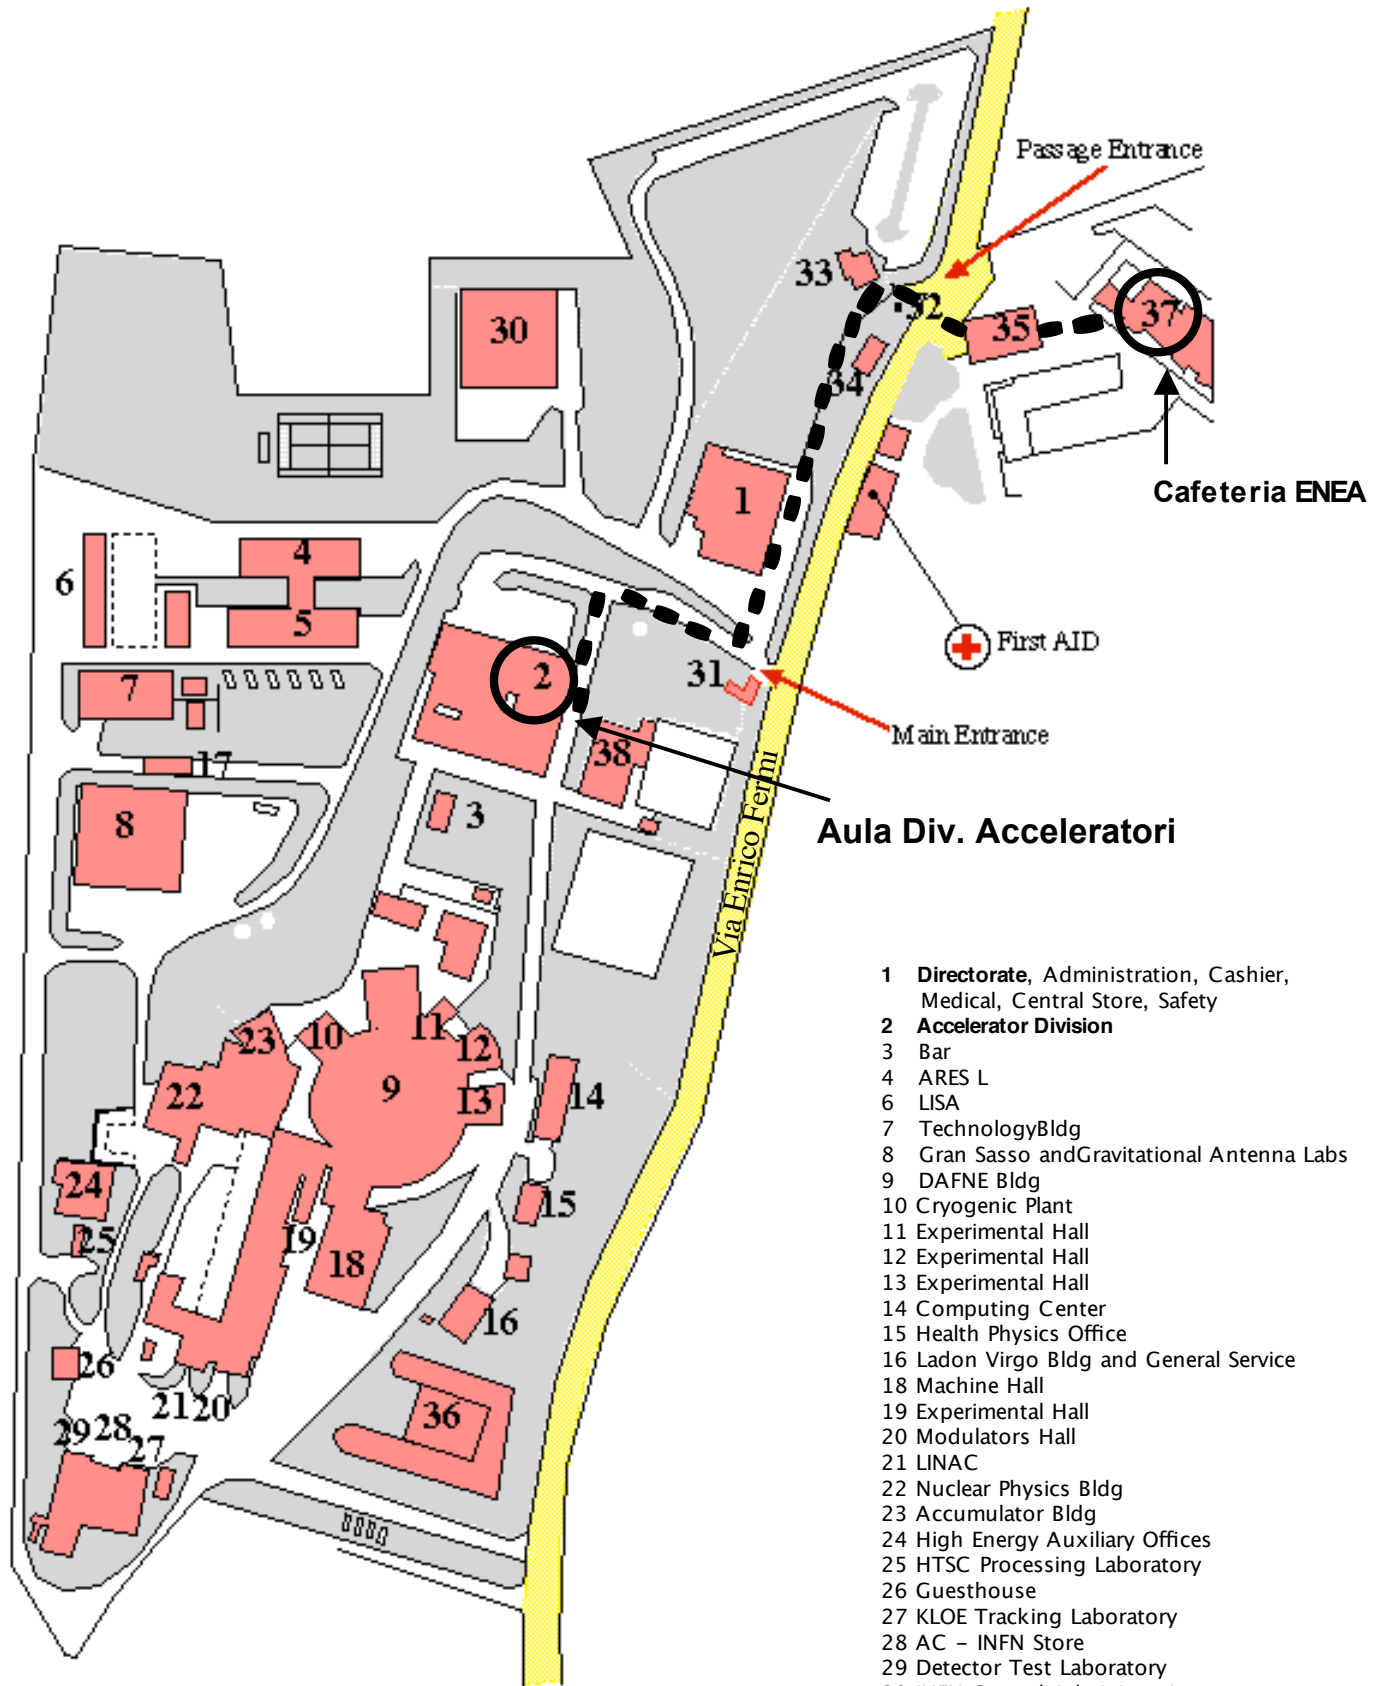 Passage Entrance
33
32
35
37
30
34
1
Cafeteria ENEA
4
6
5
First AID
2
31
7
Main Entrance
38
17
Via Enrico Fermi
8
3
Aula Div. Acceleratori
23
10
11
12
9
22
13
14
24
15
25
19
18
16
26
21
20
36
29
28
27
1 Directorate, Administration, Cashier,
Medical, Central Store, Safety
2 Accelerator Division
3 Bar
4 ARES L
6 LISA
7 TechnologyBldg
8 Gran Sasso andGravitational Antenna Labs
9 DAFNE Bldg
10 Cryogenic Plant
11 Experimental Hall
12 Experimental Hall
13 Experimental Hall
14 Computing Center
15 Health Physics Office
16 Ladon Virgo Bldg and General Service
18 Machine Hall
19 Experimental Hall
20 Modulators Hall
21 LINAC
22 Nuclear Physics Bldg
23 Accumulator Bldg
24 High Energy Auxiliary Offices
25 HTSC Processing Laboratory
26 Guesthouse
27 KLOE Tracking Laboratory
28 AC – INFN Store
29 Detector Test Laboratory